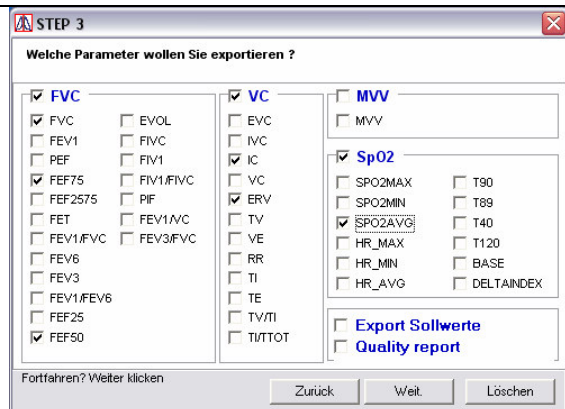 STEP 3
Welche Parameter wollen Sie exportieren ?
FVC
FVC
FEV1
PEF
FEF75
FEF2575
FET
FEV1/FVC
FEV6
FEV3
FEV1/FEV6
FEF25
FEF50
EVOL
FIVC
FIV1
FIV1/FIVC
PIF
FEV1/VC
FEV3/FVC
VC
EVC
IVC
IC
VC
ERV
TV
VE
RR
TI
TE
TV/TI
TI/TTOT
MVV
MVV
SpO2
SPO2MAX
SPO2MIN
SPO2AVG
HR_MAX
HR_MIN
HR_AVG
T90
T89
T40
T120
BASE
DELTAINDEX
Export Sollwerte
Quality report
Fortfahren? Weiter klicken
Zurück
Weit.
Löschen